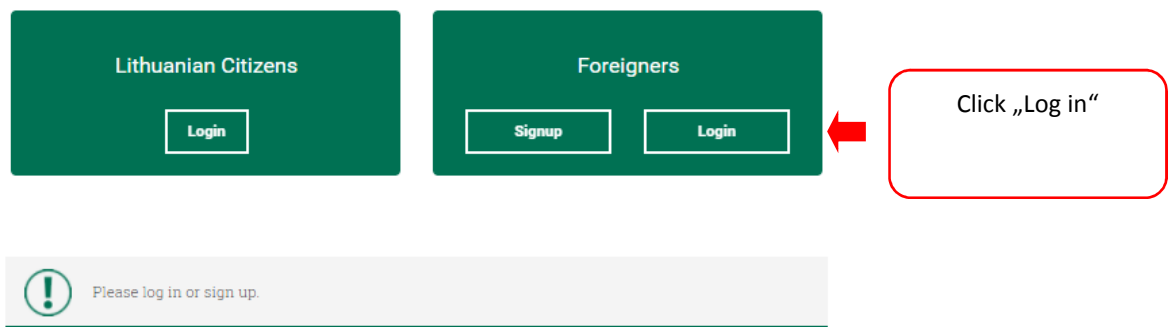 Lithuanian Citizens
Login
Foreigners
Signup
Login
Click „Log in“
Please log in or sign up.